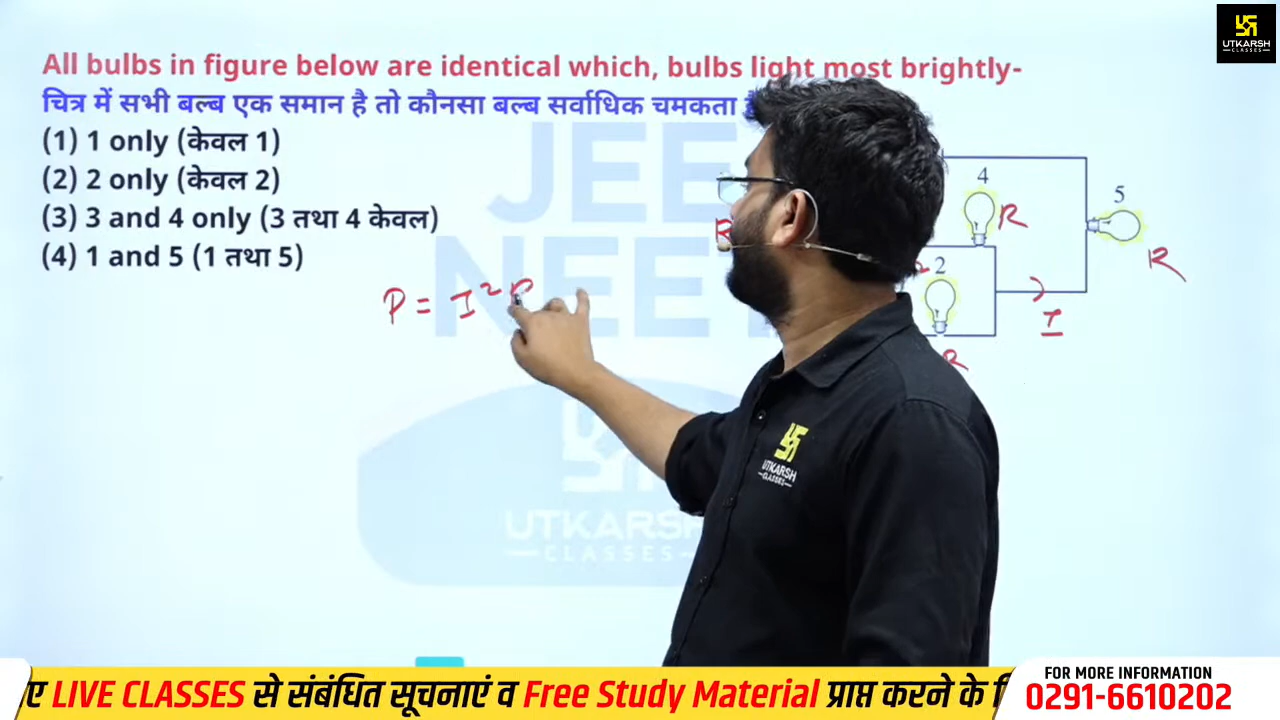 UTKARSH
CLASSES
All bulbs in figure below are identical which, bulbs light most brightly-
चित्र में सभी बल्ब एक समान है तो कौनसा बल्ब सर्वाधिक चमकता
(1) 1 only (केवल 1)
(2) 2 only (केवल 2)
(3) 3 and 4 only (3 तथा 4 केवल)
(4) 1 and 5 (1 तथा 5)
JEE
NEET
4
R
5
R
R
2
R
I
P = I²R
UTKARSH
CLASSES
UTKARSH
CLASSES
ए LIVE CLASSES से संबंधित सूचनाएं व Free Study Material प्राप्त करने के
FOR MORE INFORMATION
0291-6610202